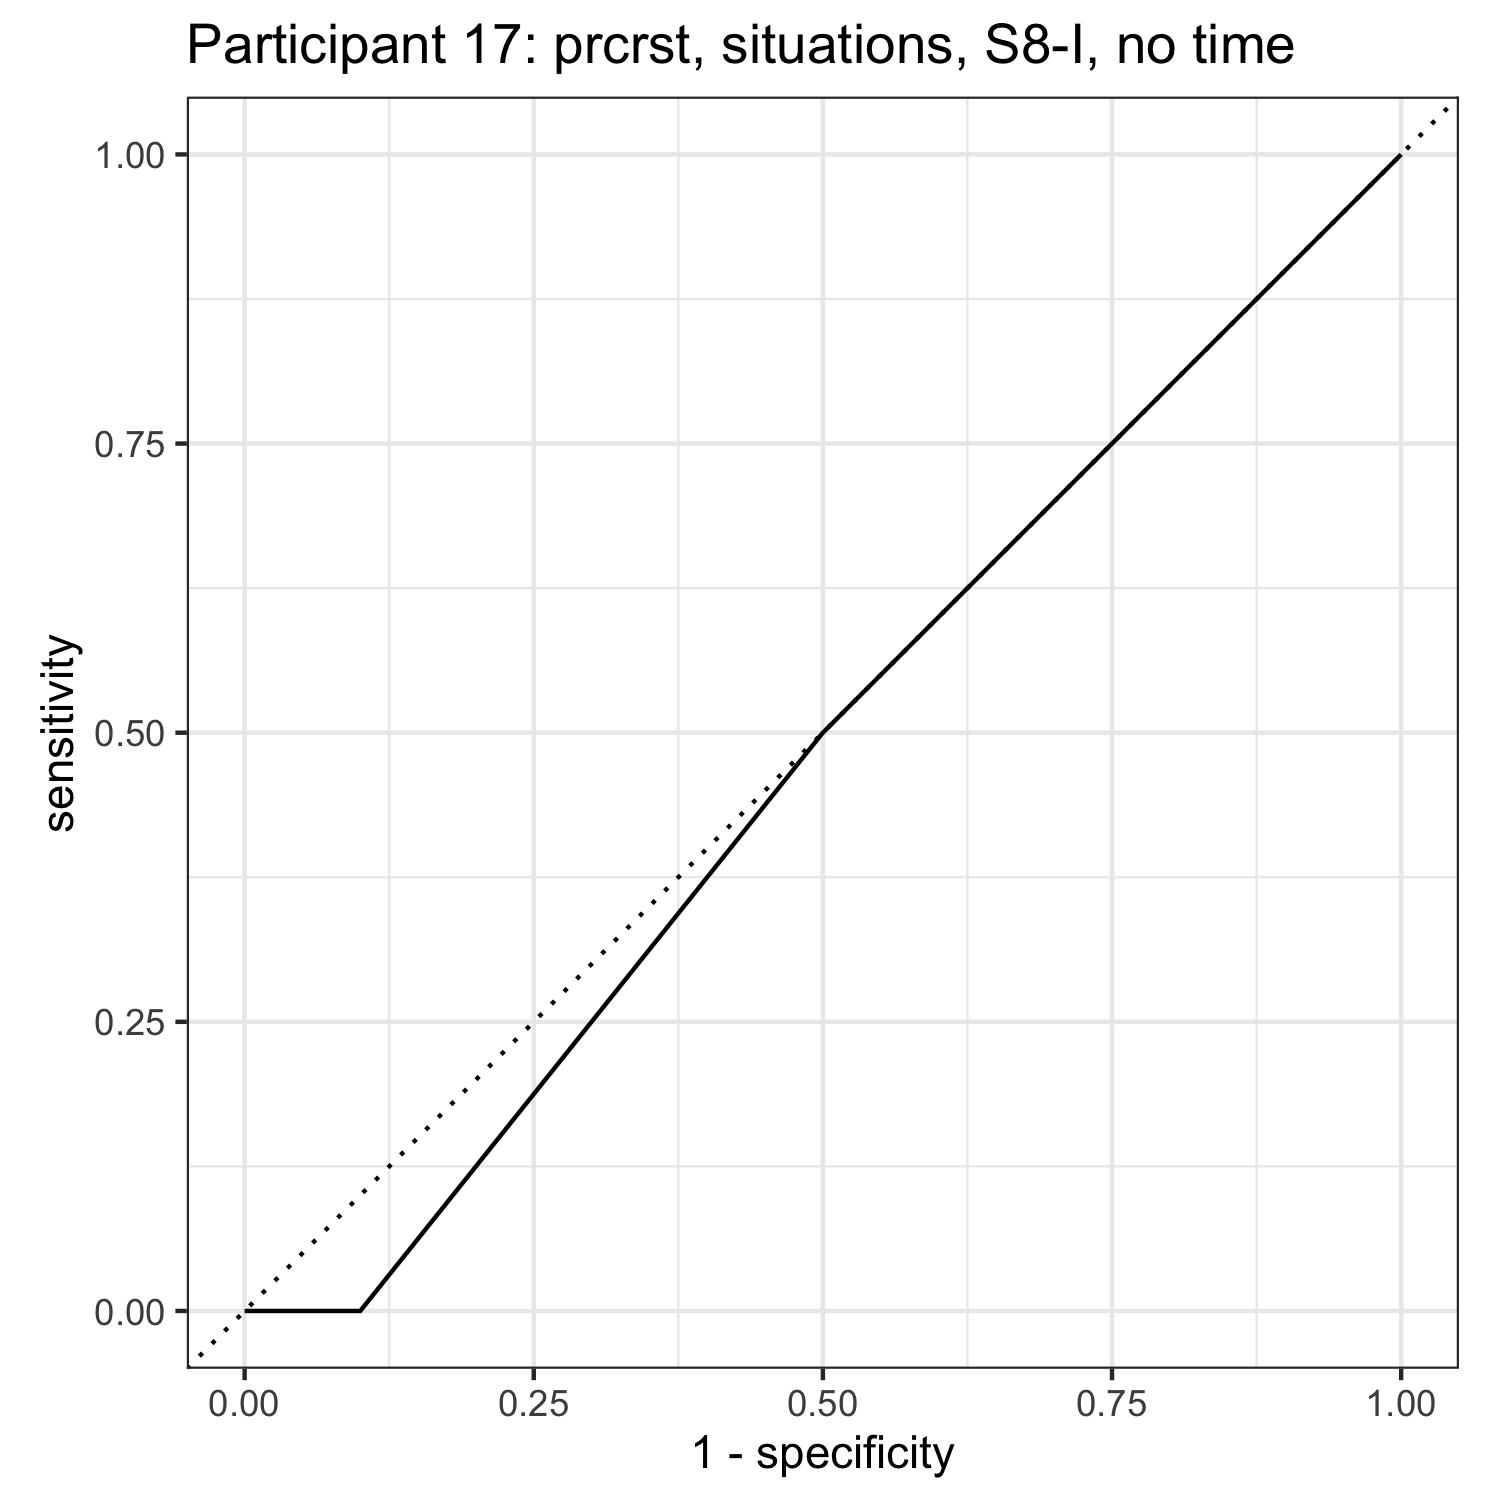 Participant 17: prcrst, situations, S8-I, no time
1.00
0.75
0.50
0.25
0.00
sensitivity
0.00 0.25 0.50 0.75 1.00
1 - specificity